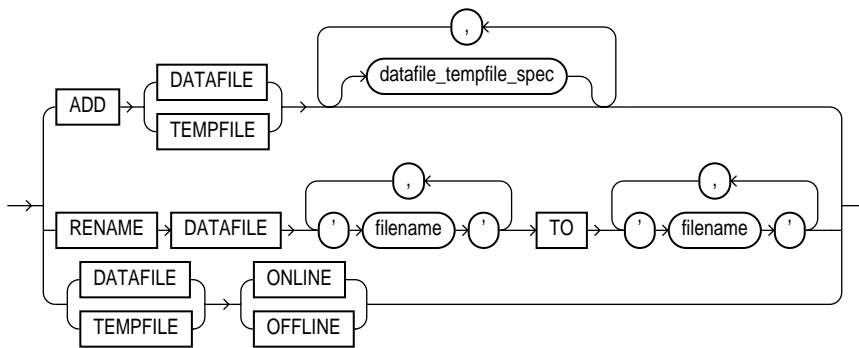 ,
DATAFILE datafile_tempfile_spec
ADD
TEMPFILE
, ,
RENAME DATAFILE ' filename ' TO ' filename '
DATAFILE ONLINE
TEMPFILE OFFLINE